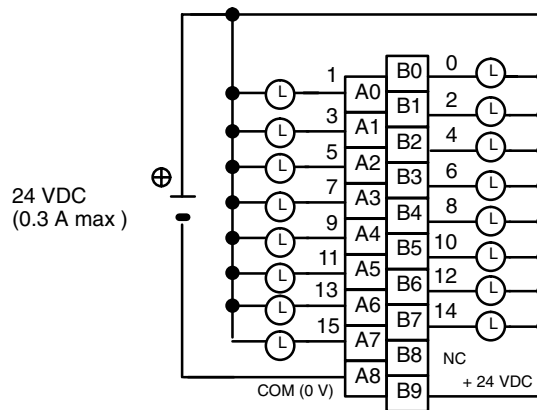 0
1 B0 L
L A0
B1 2 L
3
L A1
B2 4 L
5
L A2
B3 6 L
7
L A3
24 VDC
(0.3 A max )
B4 8 L
9
L A4
B5 10 L
11
L A5
B6 12 L
13
L A6
B7 14 L
15
L A7
B8 NC
A8
+ 24 VDC
COM (0 V) B9